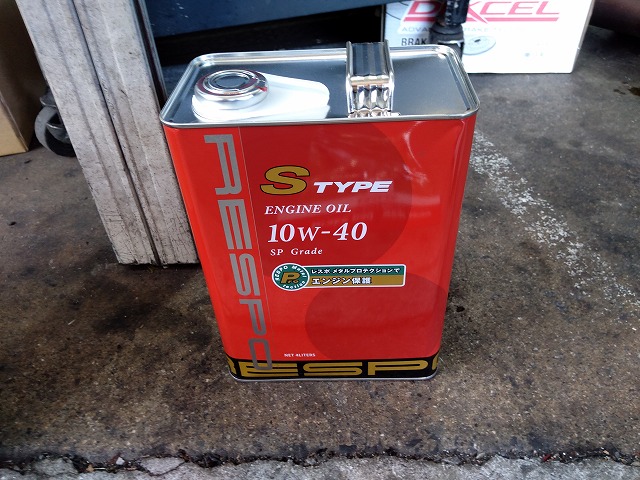 DIXCEL
BRAK
RESPO
S TYPE
ENGINE OIL
10W-40
SP Grade
レスポ メタルプロテクションで
エンジン保護
NET 4LITERS
RESPO